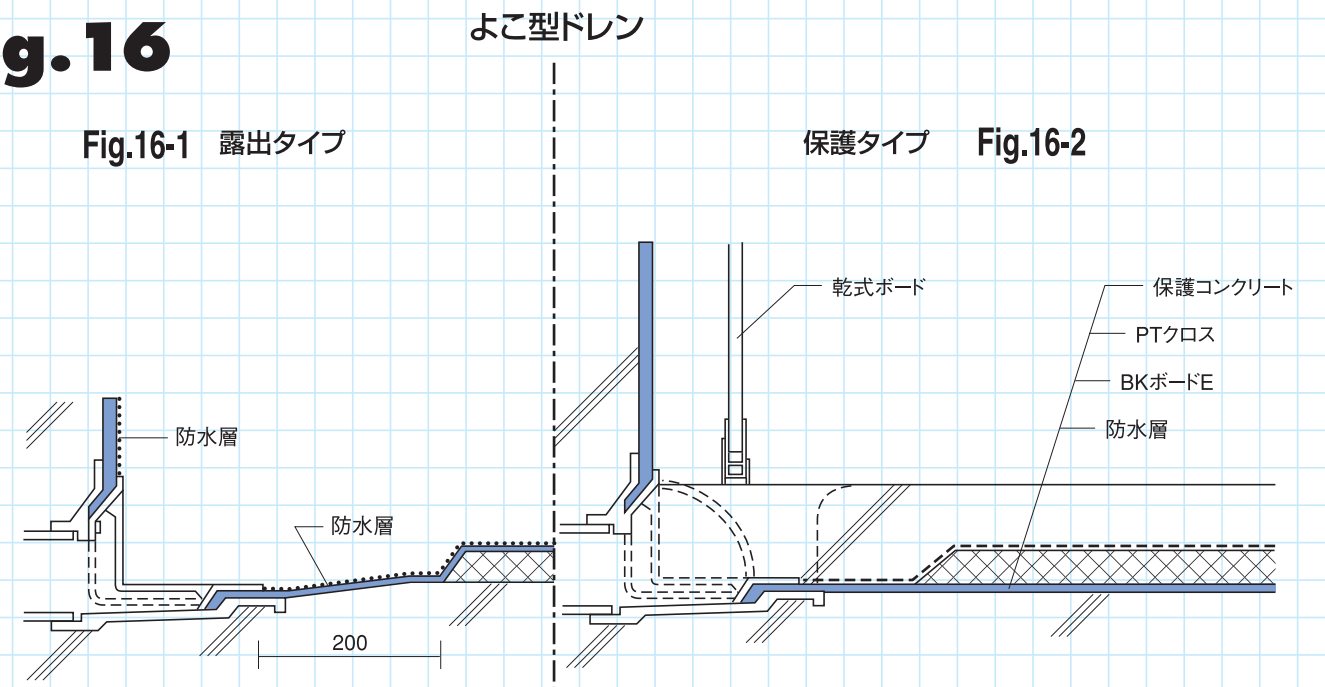 よこ型ドレン
g.16
Fig.16-1 露出タイプ
保護タイプ Fig.16-2
防水層
防水層
200
乾式ボード
保護コンクリート
PTクロス
BKボードE
防水層